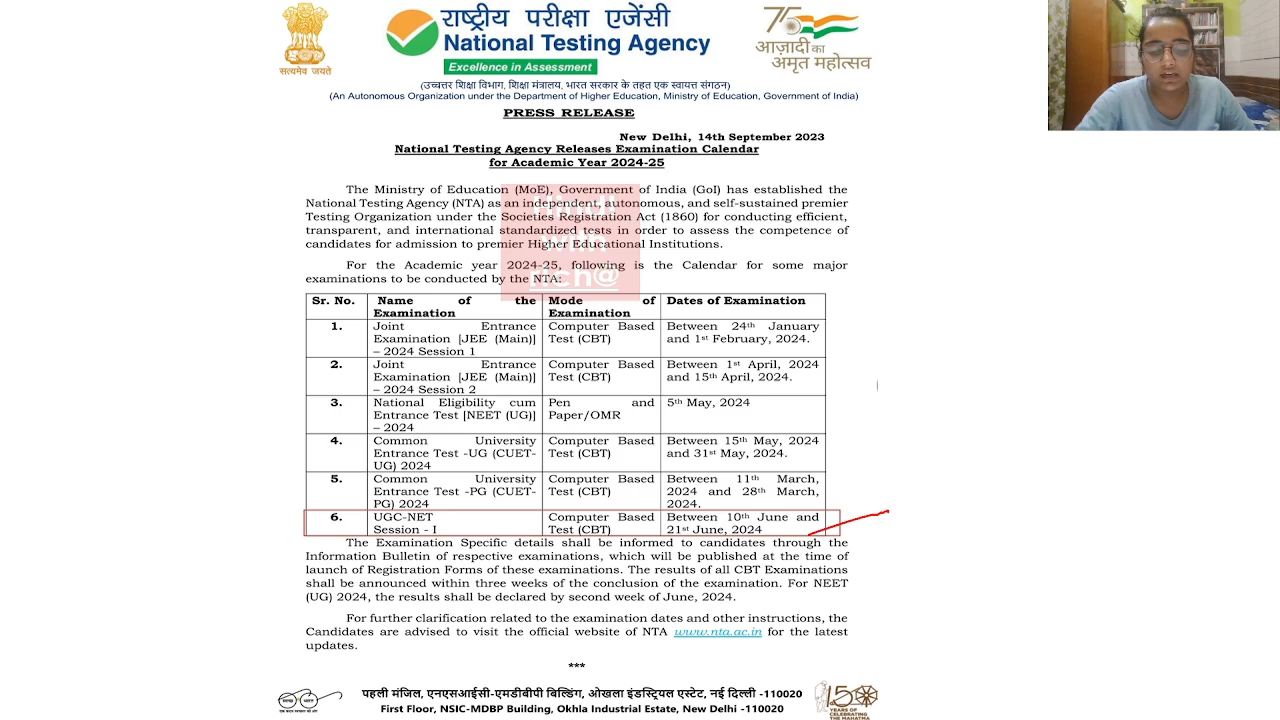 सत्यमेव जयते
राष्ट्रीय परीक्षा एजेंसी
National Testing Agency
Excellence in Assessment
75
आज़ादी का
अमृत महोत्सव
(उच्चतर शिक्षा विभाग, शिक्षा मंत्रालय, भारत सरकार के तहत एक स्वायत्त संगठन)
(An Autonomous Organization under the Department of Higher Education, Ministry of Education, Government of India)
PRESS RELEASE
New Delhi, 14th September 2023
National Testing Agency Releases Examination Calendar
for Academic Year 2024-25
The Ministry of Education (MoE), Government of India (GoI) has established the
National Testing Agency (NTA) as an independent, autonomous, and self-sustained premier
Testing Organization under the Societies Registration Act (1860) for conducting efficient,
transparent, and international standardized tests in order to assess the competence of
candidates for admission to premier Higher Educational Institutions.
Hindi
with
itch@
For the Academic year 2024-25, following is the Calendar for some major
examinations to be conducted by the NTA:
Sr. No. Name of the Mode of Dates of Examination
Examination Examination
1. Joint Entrance Computer Based Between 24th January
Examination [JEE (Main)] Test (CBT) and 1st February, 2024.
– 2024 Session 1
2. Joint Entrance Computer Based Between 1st April, 2024
Examination [JEE (Main)] Test (CBT) and 15th April, 2024.
– 2024 Session 2
3. National Eligibility cum Pen and 5th May, 2024
Entrance Test [NEET (UG)] Paper/OMR
– 2024
4. Common University Computer Based Between 15th May, 2024
Entrance Test -UG (CUET- Test (CBT) and 31st May, 2024.
UG) 2024
5. Common University Computer Based Between 11th March,
Entrance Test -PG (CUET- Test (CBT) 2024 and 28th March,
PG) 2024 2024.
6. UGC-NET Computer Based Between 10th June and
Session - I Test (CBT) 21st June, 2024
The Examination Specific details shall be informed to candidates through the
Information Bulletin of respective examinations, which will be published at the time of
launch of Registration Forms of these examinations. The results of all CBT Examinations
shall be announced within three weeks of the conclusion of the examination. For NEET
(UG) 2024, the results shall be declared by second week of June, 2024.
For further clarification related to the examination dates and other instructions, the
Candidates are advised to visit the official website of NTA www.nta.ac.in for the latest
updates.
***
पहली मंजिल, एनएसआईसी-एमडीबीपी बिल्डिंग, ओखला इंडस्ट्रियल एस्टेट, नई दिल्ली -110020
First Floor, NSIC-MDBP Building, Okhla Industrial Estate, New Delhi -110020
150
YEARS OF
CELEBRATING
THE MAHATMA